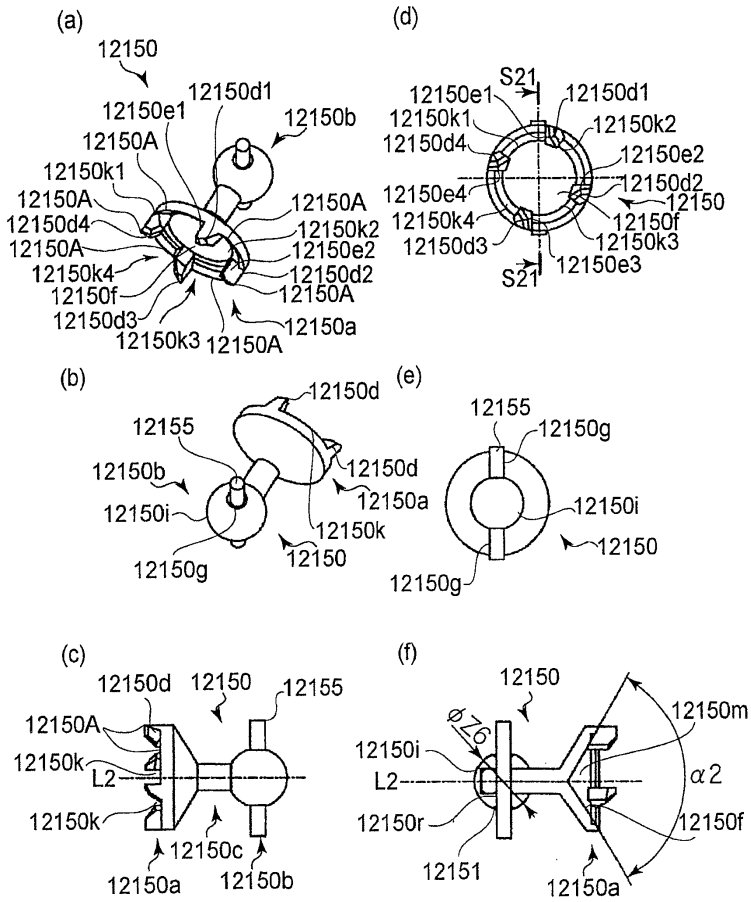 (a)
12150
12150d1
12150e1
12150b
12150A
12150k1
12150A
12150d4
12150A
12150k4
12150f
12150d3
12150k3
12150A
12150A
12150k2
12150e2
12150d2
12150A
12150a
(d)
S21
12150e1
12150d1
12150k1
12150k2
12150d4
12150e2
12150d2
12150e4
12150
12150k4
12150f
12150d3
12150k3
12150e3
S21
(b)
12150d
12155
12150b
12150d
12150a
12150i
12150k
12150
12150g
(e)
12155
12150g
12150i
12150
12150g
(c)
12150d
12150
12155
12150A
12150k
L2
12150k
12150c
12150a
12150b
(f)
12150
12150m
φZ6
12150i
L2
α2
12150r
12150f
12151
12150a